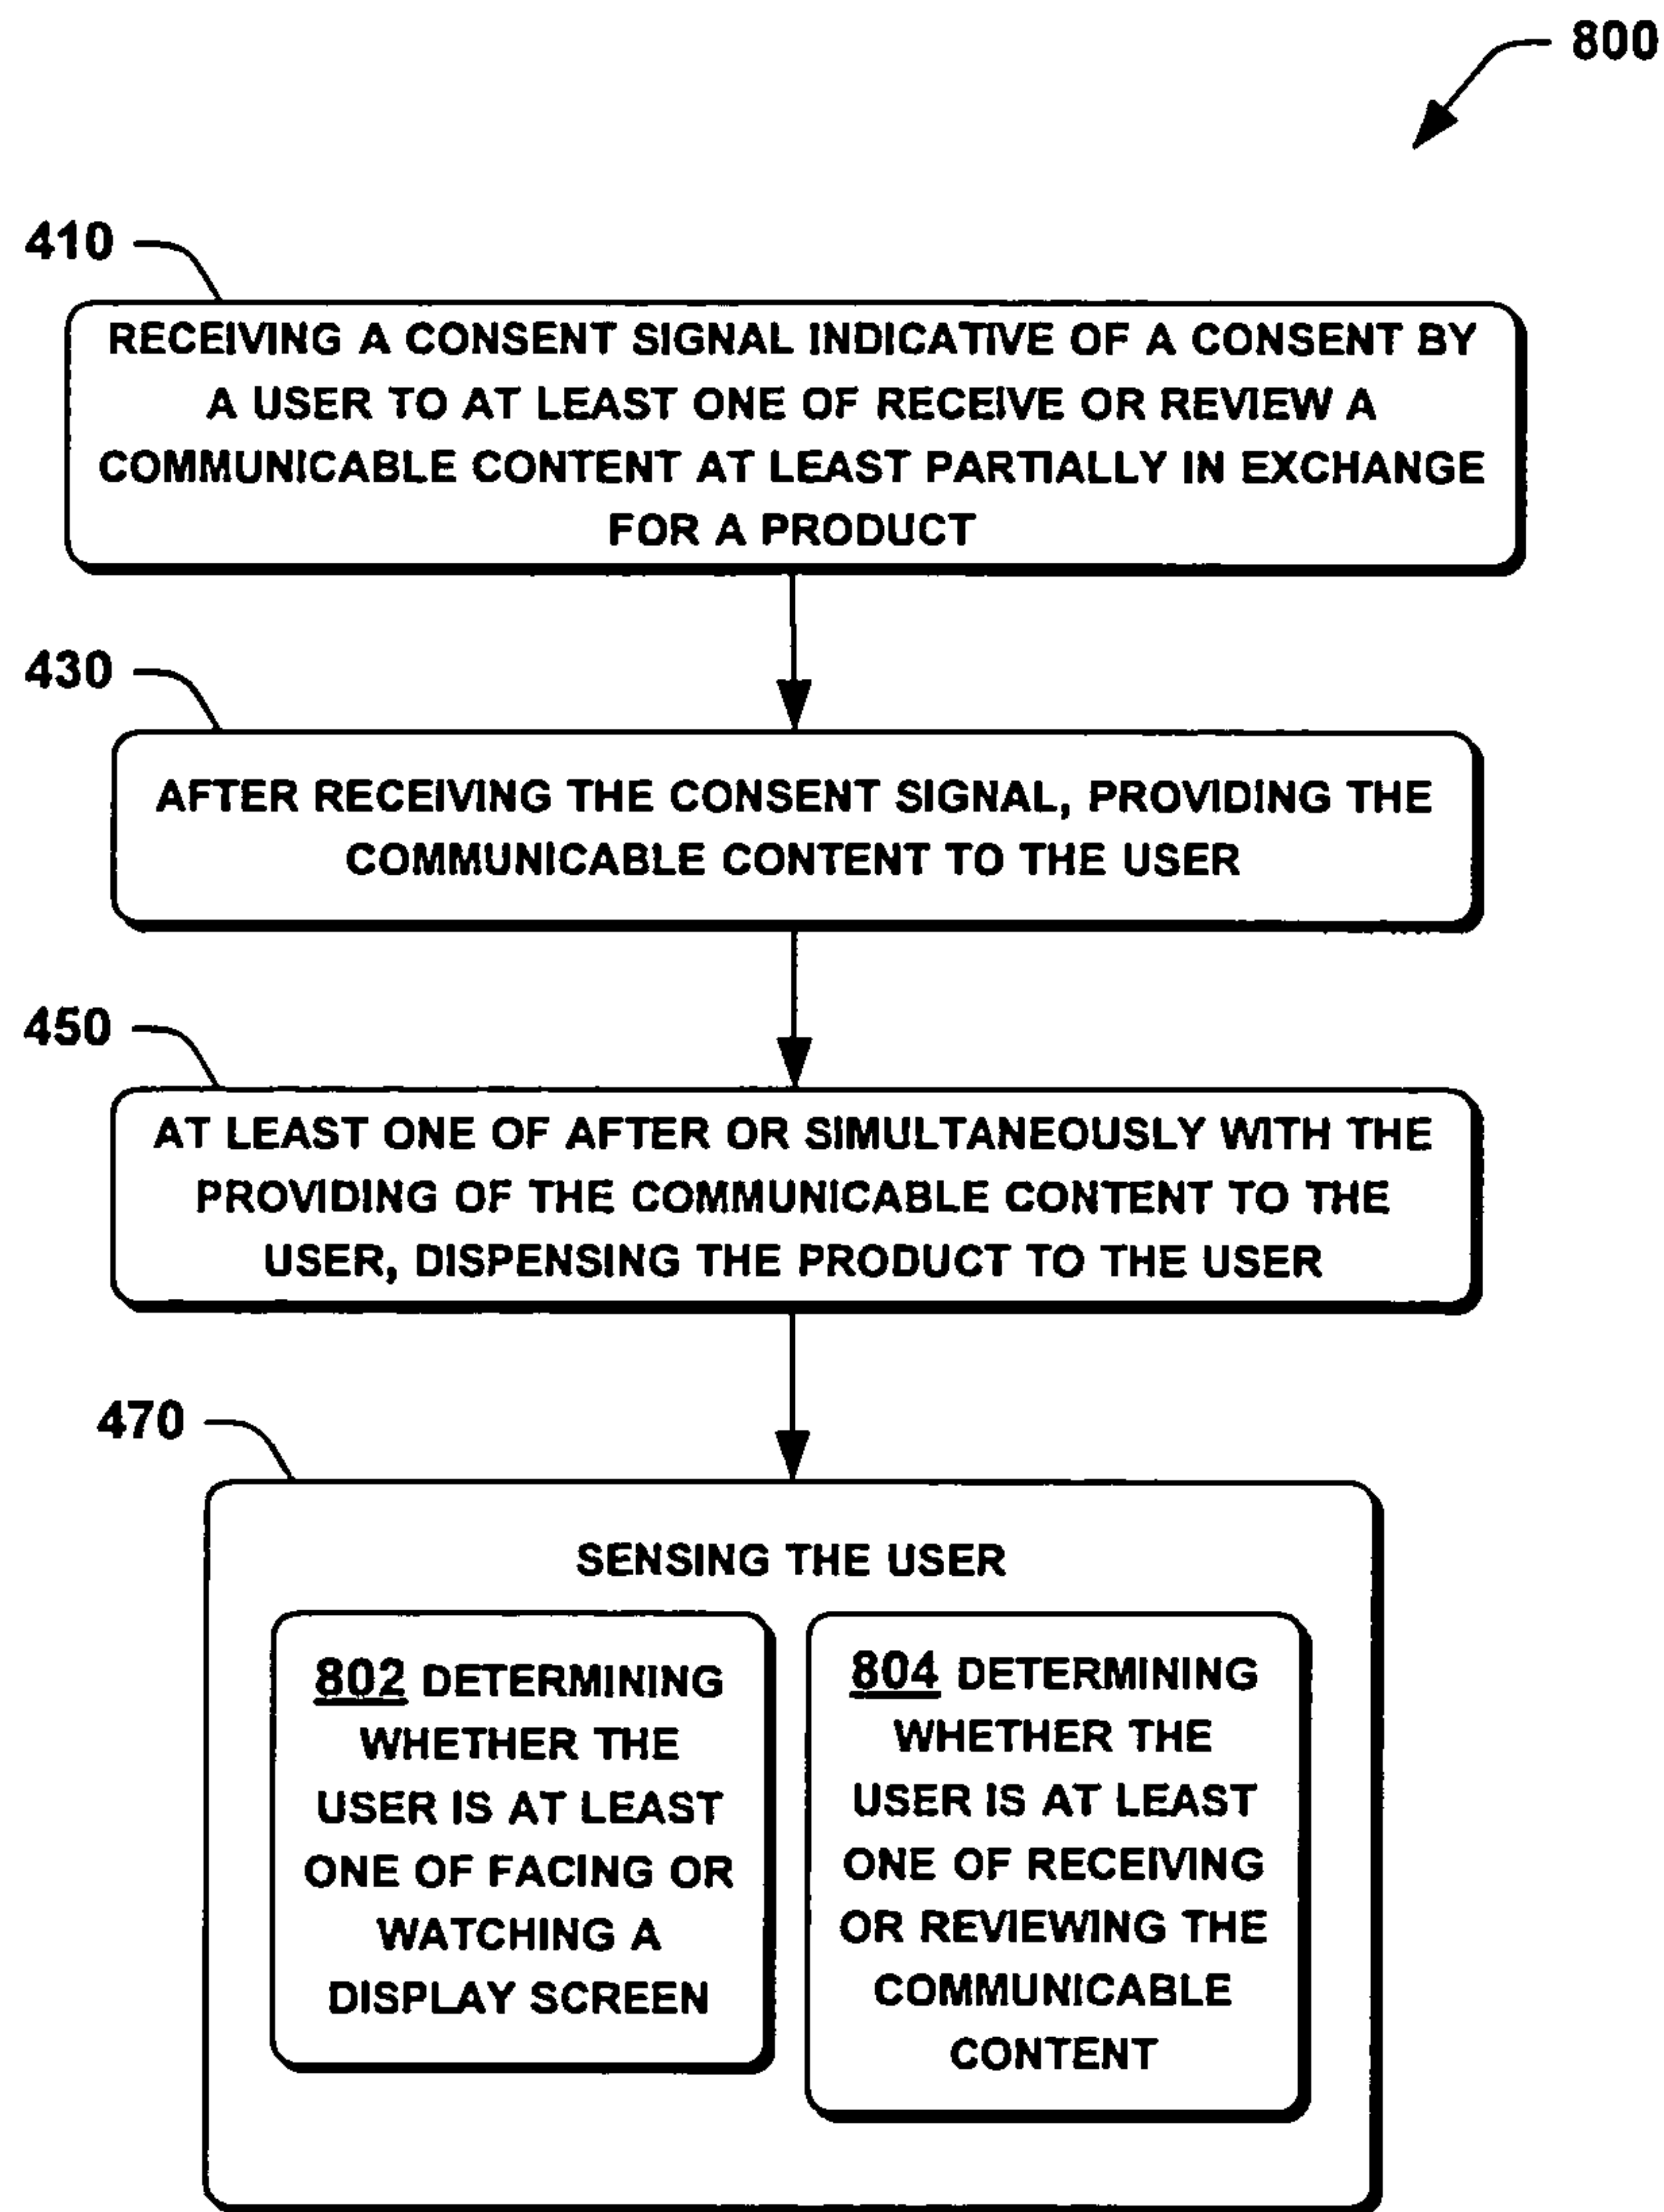 800
410
RECEIVING A CONSENT SIGNAL INDICATIVE OF A CONSENT BY
A USER TO AT LEAST ONE OF RECEIVE OR REVIEW A
COMMUNICABLE CONTENT AT LEAST PARTIALLY IN EXCHANGE
FOR A PRODUCT
430
AFTER RECEIVING THE CONSENT SIGNAL, PROVIDING THE
COMMUNICABLE CONTENT TO THE USER
450
AT LEAST ONE OF AFTER OR SIMULTANEOUSLY WITH THE
PROVIDING OF THE COMMUNICABLE CONTENT TO THE
USER, DISPENSING THE PRODUCT TO THE USER
470
SENSING THE USER
802 DETERMINING
WHETHER THE
USER IS AT LEAST
ONE OF FACING OR
WATCHING A
DISPLAY SCREEN
804 DETERMINING
WHETHER THE
USER IS AT LEAST
ONE OF RECEIVING
OR REVIEWING THE
COMMUNICABLE
CONTENT